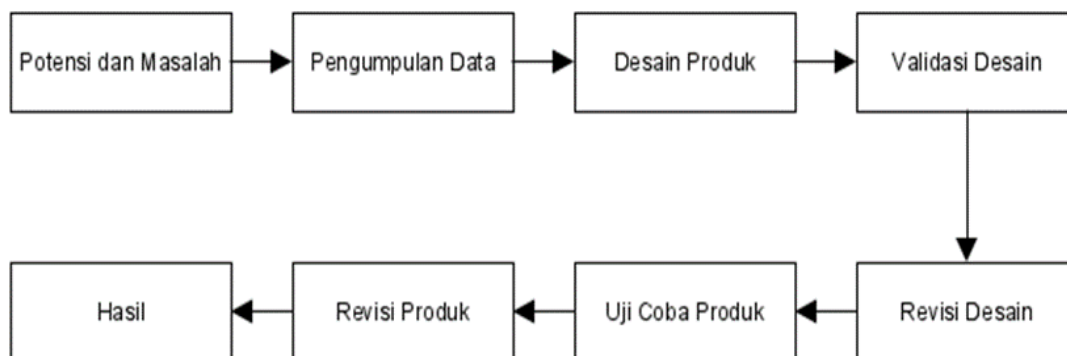 Potensi dan Masalah
Pengumpulan Data
Desain Produk
Validasi Desain
Revisi Desain
Uji Coba Produk
Revisi Produk
Hasil